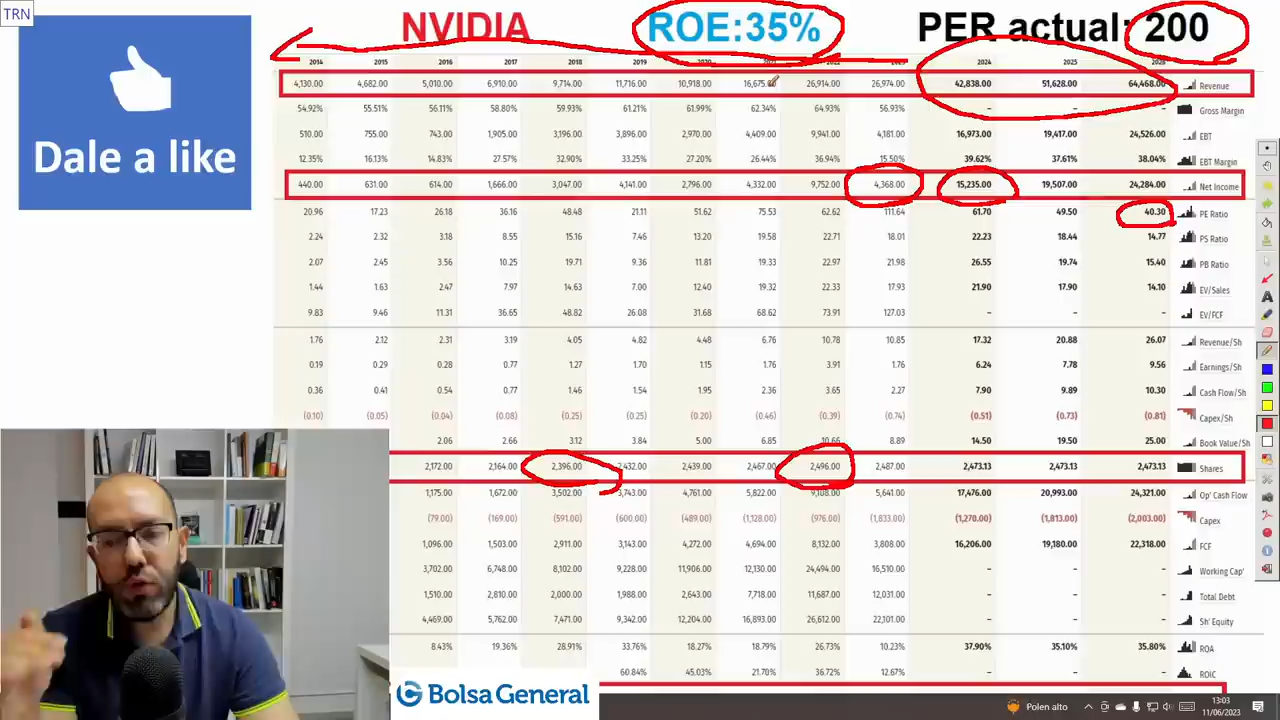 TRN
NVIDIA ROE:35% PER actual: 200
Dale a like
2014 2015 2016 2017 2018 2019 2020 2021 2022 2024 2025 2026
4,130.00 4,682.00 5,010.00 6,910.00 9,714.00 11,716.00 10,918.00 16,675.00 26,914.00 26,974.00 42,838.00 51,628.00 64,468.00 Revenue
54.92% 55.51% 56.11% 58.80% 59.93% 61.21% 61.99% 62.34% 64.93% 56.93% – – – Gross Margin
510.00 755.00 743.00 1,905.00 3,196.00 3,896.00 2,970.00 4,409.00 9,941.00 4,181.00 16,973.00 19,417.00 24,526.00 EBT
12.35% 16.13% 14.83% 27.57% 32.90% 33.25% 27.20% 26.44% 36.94% 15.50% 39.62% 37.61% 38.04% EBT Margin
440.00 631.00 614.00 1,666.00 3,047.00 4,141.00 2,796.00 4,332.00 9,752.00 4,368.00 15,235.00 19,507.00 24,284.00 Net Income
20.96 17.23 26.18 36.16 48.48 21.11 51.62 75.53 62.62 111.64 61.70 49.50 40.30 PE Ratio
2.24 2.32 3.18 8.55 15.16 7.46 13.20 19.58 22.71 18.01 22.23 18.44 14.77 PS Ratio
2.07 2.45 3.56 10.25 19.71 9.36 11.81 19.33 22.97 21.98 26.55 19.74 15.40 PB Ratio
1.44 1.63 2.47 7.97 14.63 7.00 12.40 19.32 22.33 17.93 21.90 17.90 14.10 EV/Sales
9.83 9.46 11.31 36.65 48.82 26.08 31.68 68.62 73.91 127.03 – – – EV/FCF
1.76 2.12 2.31 3.19 4.05 4.82 4.48 6.76 10.78 10.85 17.32 20.88 26.07 Revenue/Sh
0.19 0.29 0.28 0.77 1.27 1.70 1.15 1.76 3.91 1.76 6.24 7.78 9.56 Earnings/Sh
0.36 0.41 0.54 0.77 1.46 1.54 1.95 2.36 3.65 2.27 7.90 9.89 10.30 Cash Flow/Sh
(0.10) (0.05) (0.04) (0.08) (0.25) (0.25) (0.20) (0.46) (0.39) (0.74) (0.51) (0.73) (0.81) Capex/Sh
2.06 2.66 3.12 3.84 5.00 6.85 10.66 8.89 14.50 19.50 25.00 Book Value/Sh
2,172.00 2,164.00 2,396.00 2,432.00 2,439.00 2,467.00 2,496.00 2,487.00 2,473.13 2,473.13 2,473.13 Shares
1,175.00 1,672.00 3,502.00 3,743.00 4,761.00 5,822.00 9,108.00 5,641.00 17,476.00 20,993.00 24,321.00 Op' Cash Flow
(79.00) (169.00) (591.00) (600.00) (489.00) (1,128.00) (976.00) (1,833.00) (1,270.00) (1,813.00) (2,003.00) Capex
1,096.00 1,503.00 2,911.00 3,143.00 4,272.00 4,694.00 8,132.00 3,808.00 16,206.00 19,180.00 22,318.00 FCF
3,702.00 6,748.00 8,102.00 9,228.00 11,906.00 12,130.00 24,494.00 16,510.00 – – – Working Cap'
1,510.00 2,810.00 2,000.00 1,988.00 2,643.00 7,718.00 11,687.00 12,031.00 – – – Total Debt
4,469.00 5,762.00 7,471.00 9,342.00 12,204.00 16,893.00 26,612.00 22,101.00 – – – Sh' Equity
8.43% 19.36% 28.91% 33.76% 18.27% 18.79% 26.73% 10.23% 37.90% 35.10% 35.80% ROA
60.84% 45.03% 21.70% 36.72% 12.67% – – – ROIC
Bolsa General
Polen alto 13:03
11/06/2023